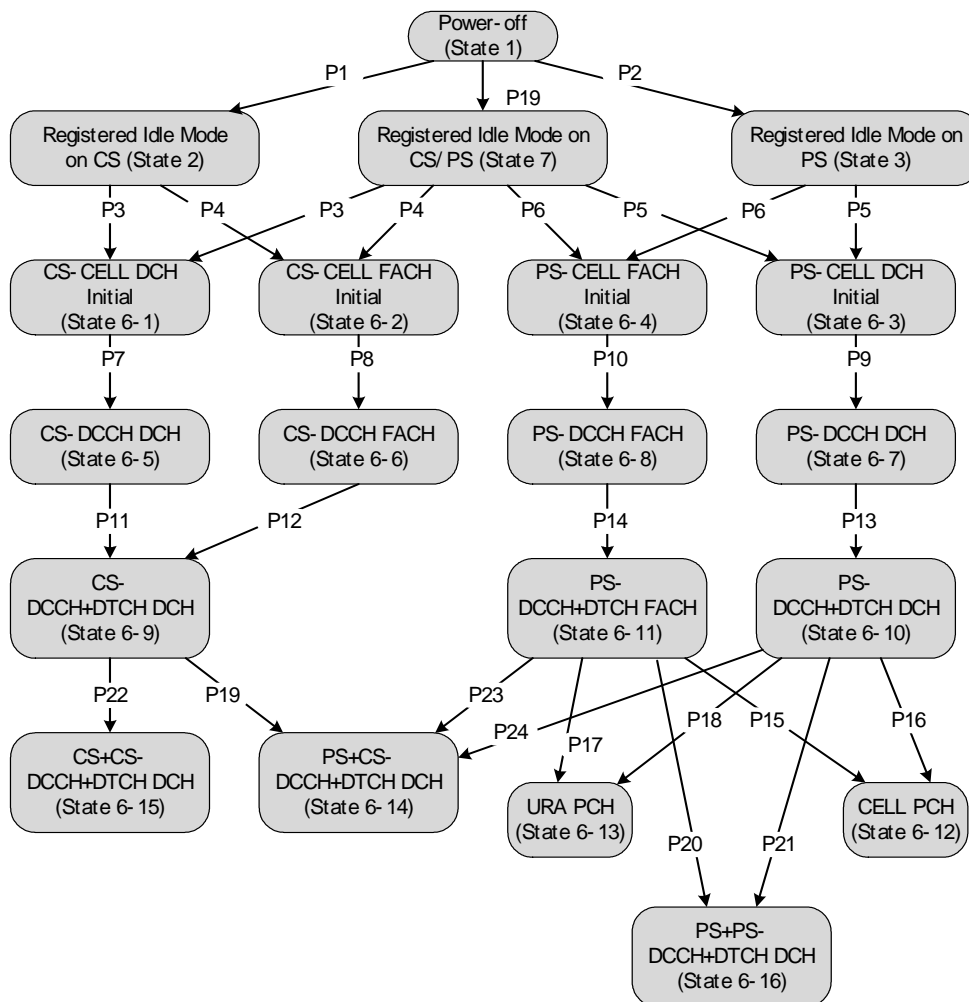 Power- off
(State 1)
P1
P19
P2
Registered Idle Mode
on CS (State 2)
Registered Idle Mode on
CS/ PS (State 7)
Registered Idle Mode on
PS (State 3)
P3
P4
P3
P4
P6
P5
P6
P5
CS- CELL DCH
Initial
(State 6- 1)
CS- CELL FACH
Initial
(State 6- 2)
PS- CELL FACH
Initial
(State 6- 4)
PS- CELL DCH
Initial
(State 6- 3)
P7
P8
P10
P9
CS- DCCH DCH
(State 6- 5)
CS- DCCH FACH
(State 6- 6)
PS- DCCH FACH
(State 6- 8)
PS- DCCH DCH
(State 6- 7)
P11
P12
P14
P13
CS-
DCCH+DTCH DCH
(State 6- 9)
PS-
DCCH+DTCH FACH
(State 6- 11)
PS-
DCCH+DTCH DCH
(State 6- 10)
P22
P19
P23
P24
P17
P18
P15
P16
CS+CS-
DCCH+DTCH DCH
(State 6- 15)
PS+CS-
DCCH+DTCH DCH
(State 6- 14)
URA PCH
(State 6- 13)
CELL PCH
(State 6- 12)
P20
P21
PS+PS-
DCCH+DTCH DCH
(State 6- 16)